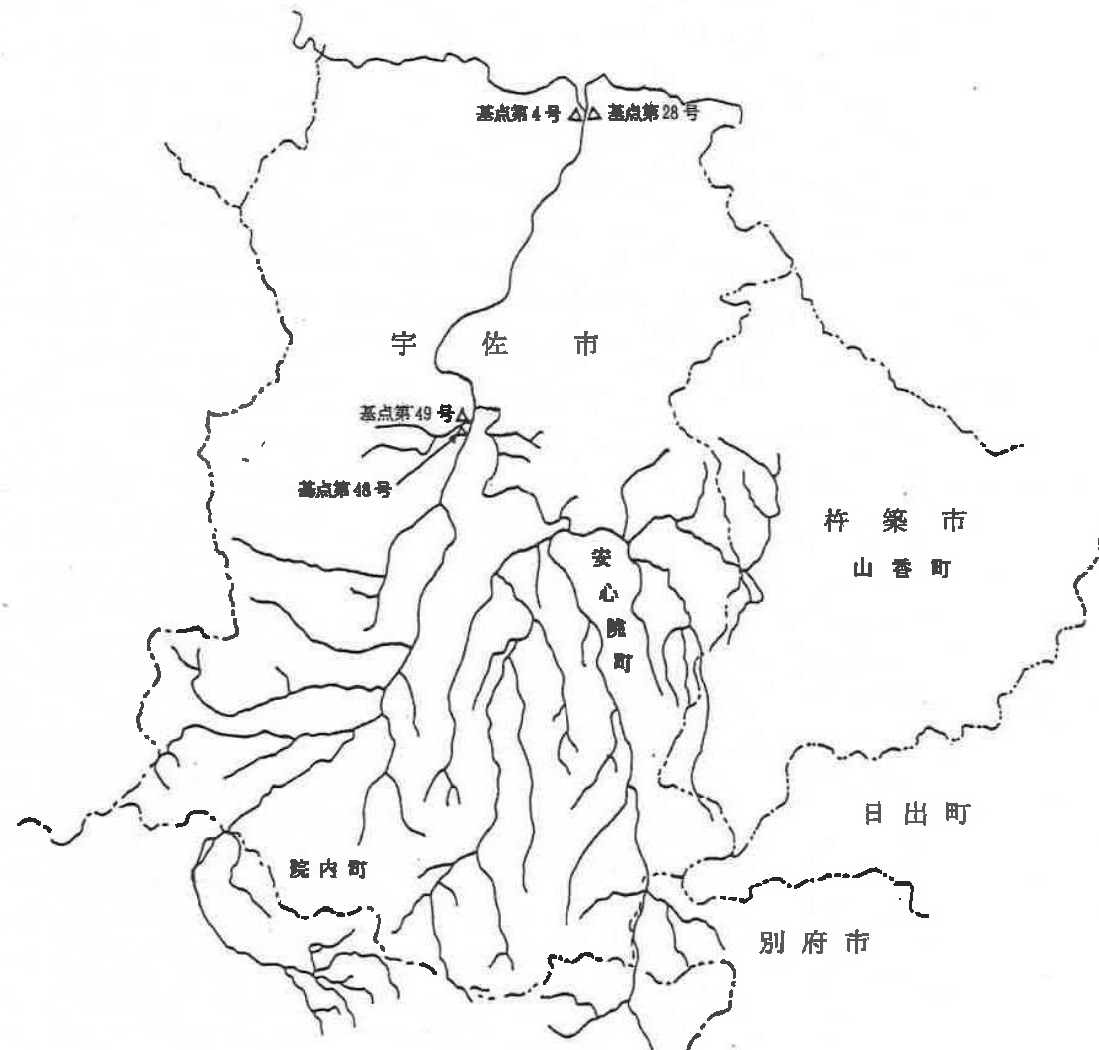 基点第4号
基点第28号
宇佐市
基点第49号
基点第48号
杵築市
山香町
安心院町
日出町
院内町
別府市